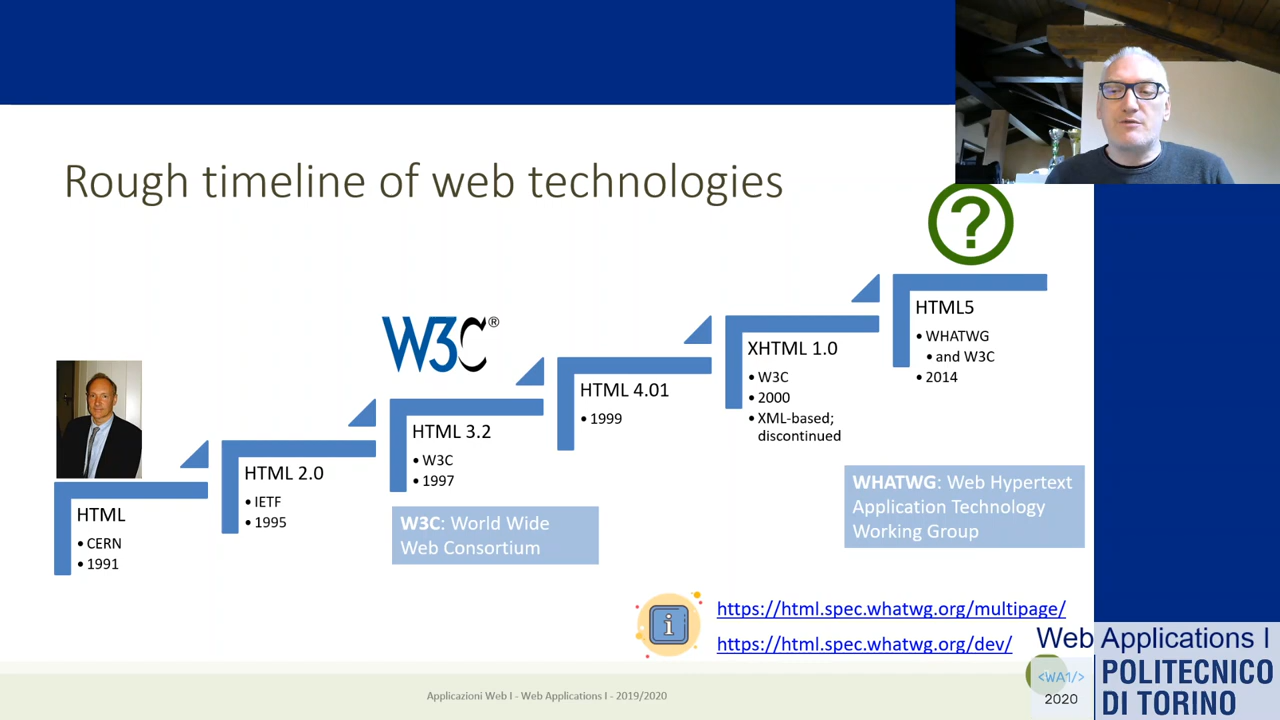 Rough timeline of web technologies
?
HTML5
• WHATWG
• and W3C
• 2014
W3C®
XHTML 1.0
• W3C
• 2000
• XML-based;
discontinued
HTML 4.01
• 1999
HTML 3.2
• W3C
• 1997
HTML 2.0
• IETF
• 1995
HTML
• CERN
• 1991
W3C: World Wide
Web Consortium
WHATWG: Web Hypertext
Application Technology
Working Group
i
https://html.spec.whatwg.org/multipage/
https://html.spec.whatwg.org/dev/
Applicazioni Web I - Web Applications I - 2019/2020
Web Applications I
<WA1/>
2020
POLITECNICO
DI TORINO